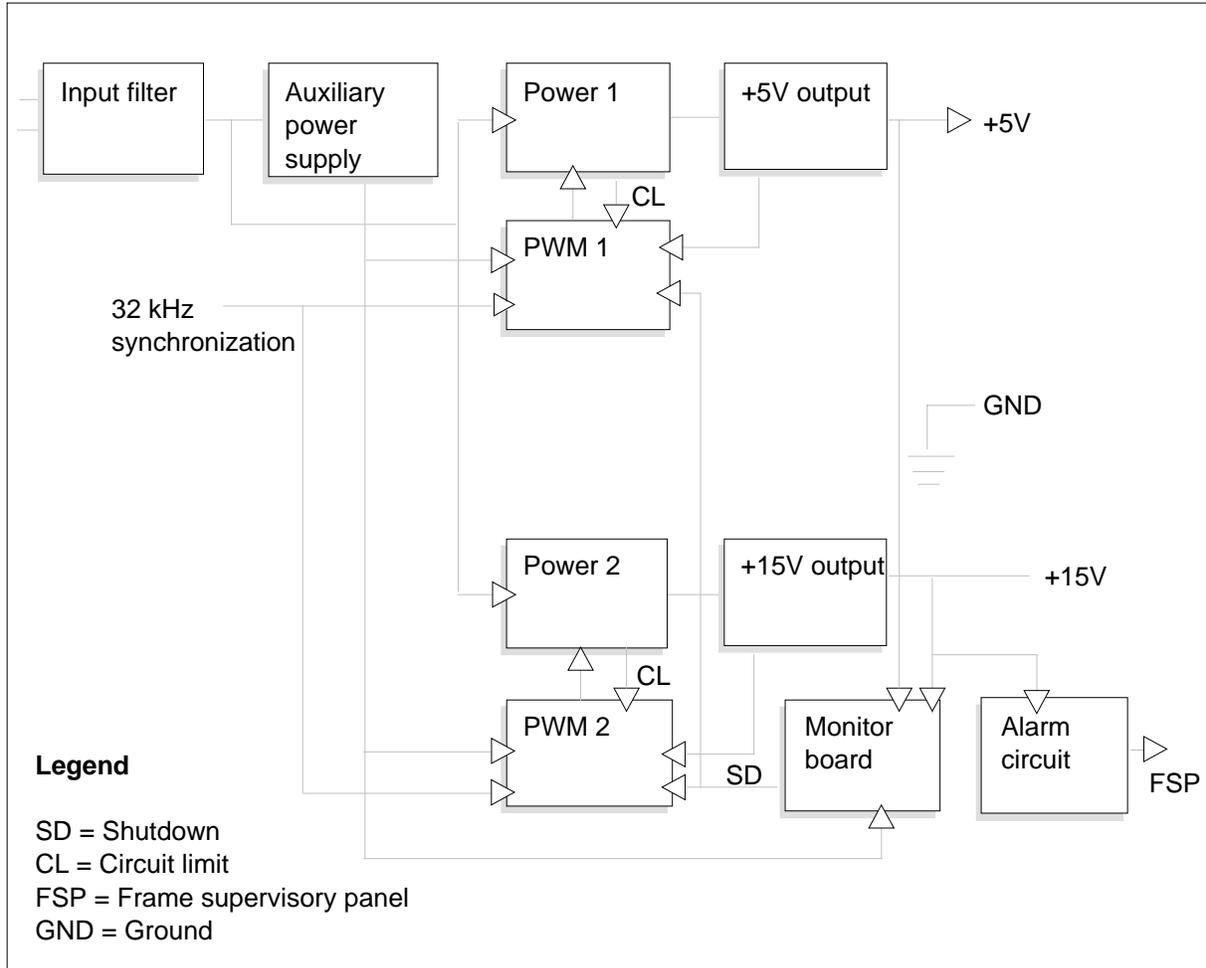 Input filter
Auxiliary
power
supply
Power 1
+5V output
+5V
CL
PWM 1
32 kHz
synchronization
GND
Power 2
+15V output
+15V
CL
PWM 2
SD
Monitor
board
Alarm
circuit
FSP
Legend
SD = Shutdown
CL = Circuit limit
FSP = Frame supervisory panel
GND = Ground